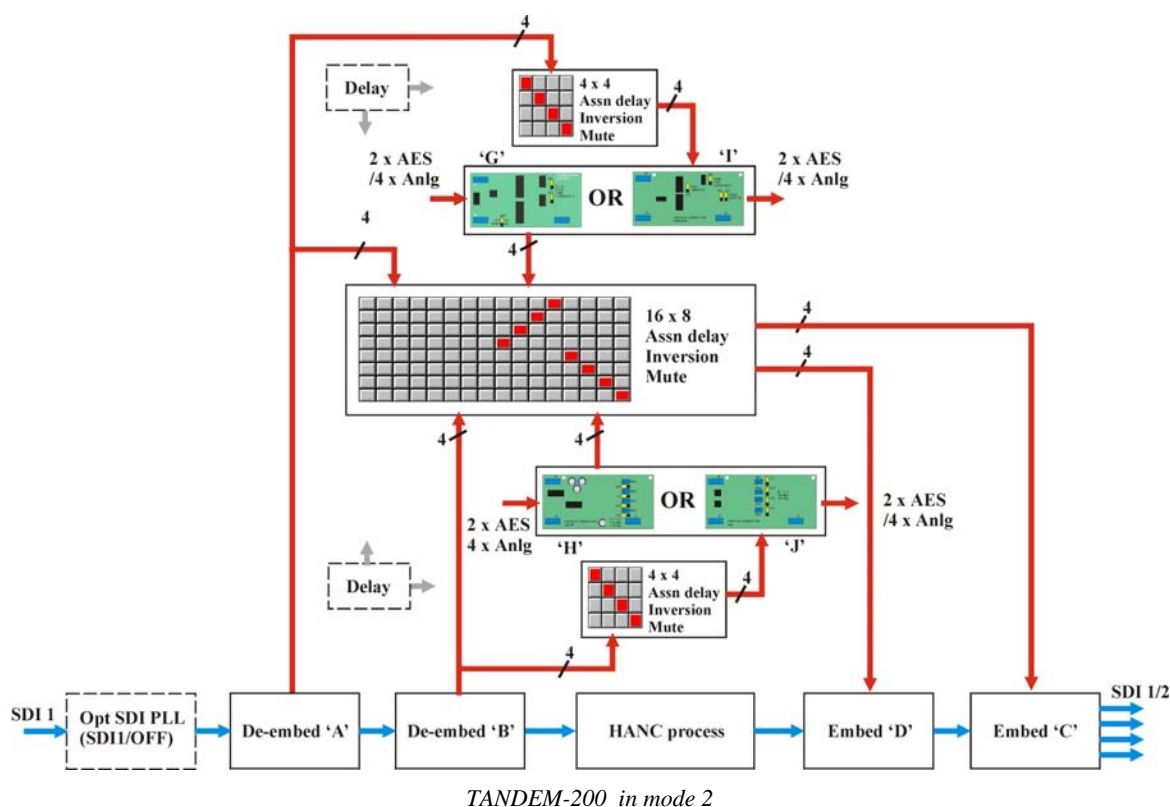 4
Delay
4 x 4
Assn delay
Inversion
Mute
4
2 x AES
/4 x Anlg
‘G’
OR
‘I’
2 x AES
/4 x Anlg
4
4
16 x 8
Assn delay
Inversion
Mute
4
4
4
4
2 x AES
4 x Anlg
‘H’
OR
‘J’
2 x AES
/4 x Anlg
Delay
4 x 4
Assn delay
Inversion
Mute
4
4
SDI 1
Opt SDI PLL
(SDI1/OFF)
De-embed ‘A’
De-embed ‘B’
HANC process
Embed ‘D’
Embed ‘C’
SDI 1/2
TANDEM-200 in mode 2